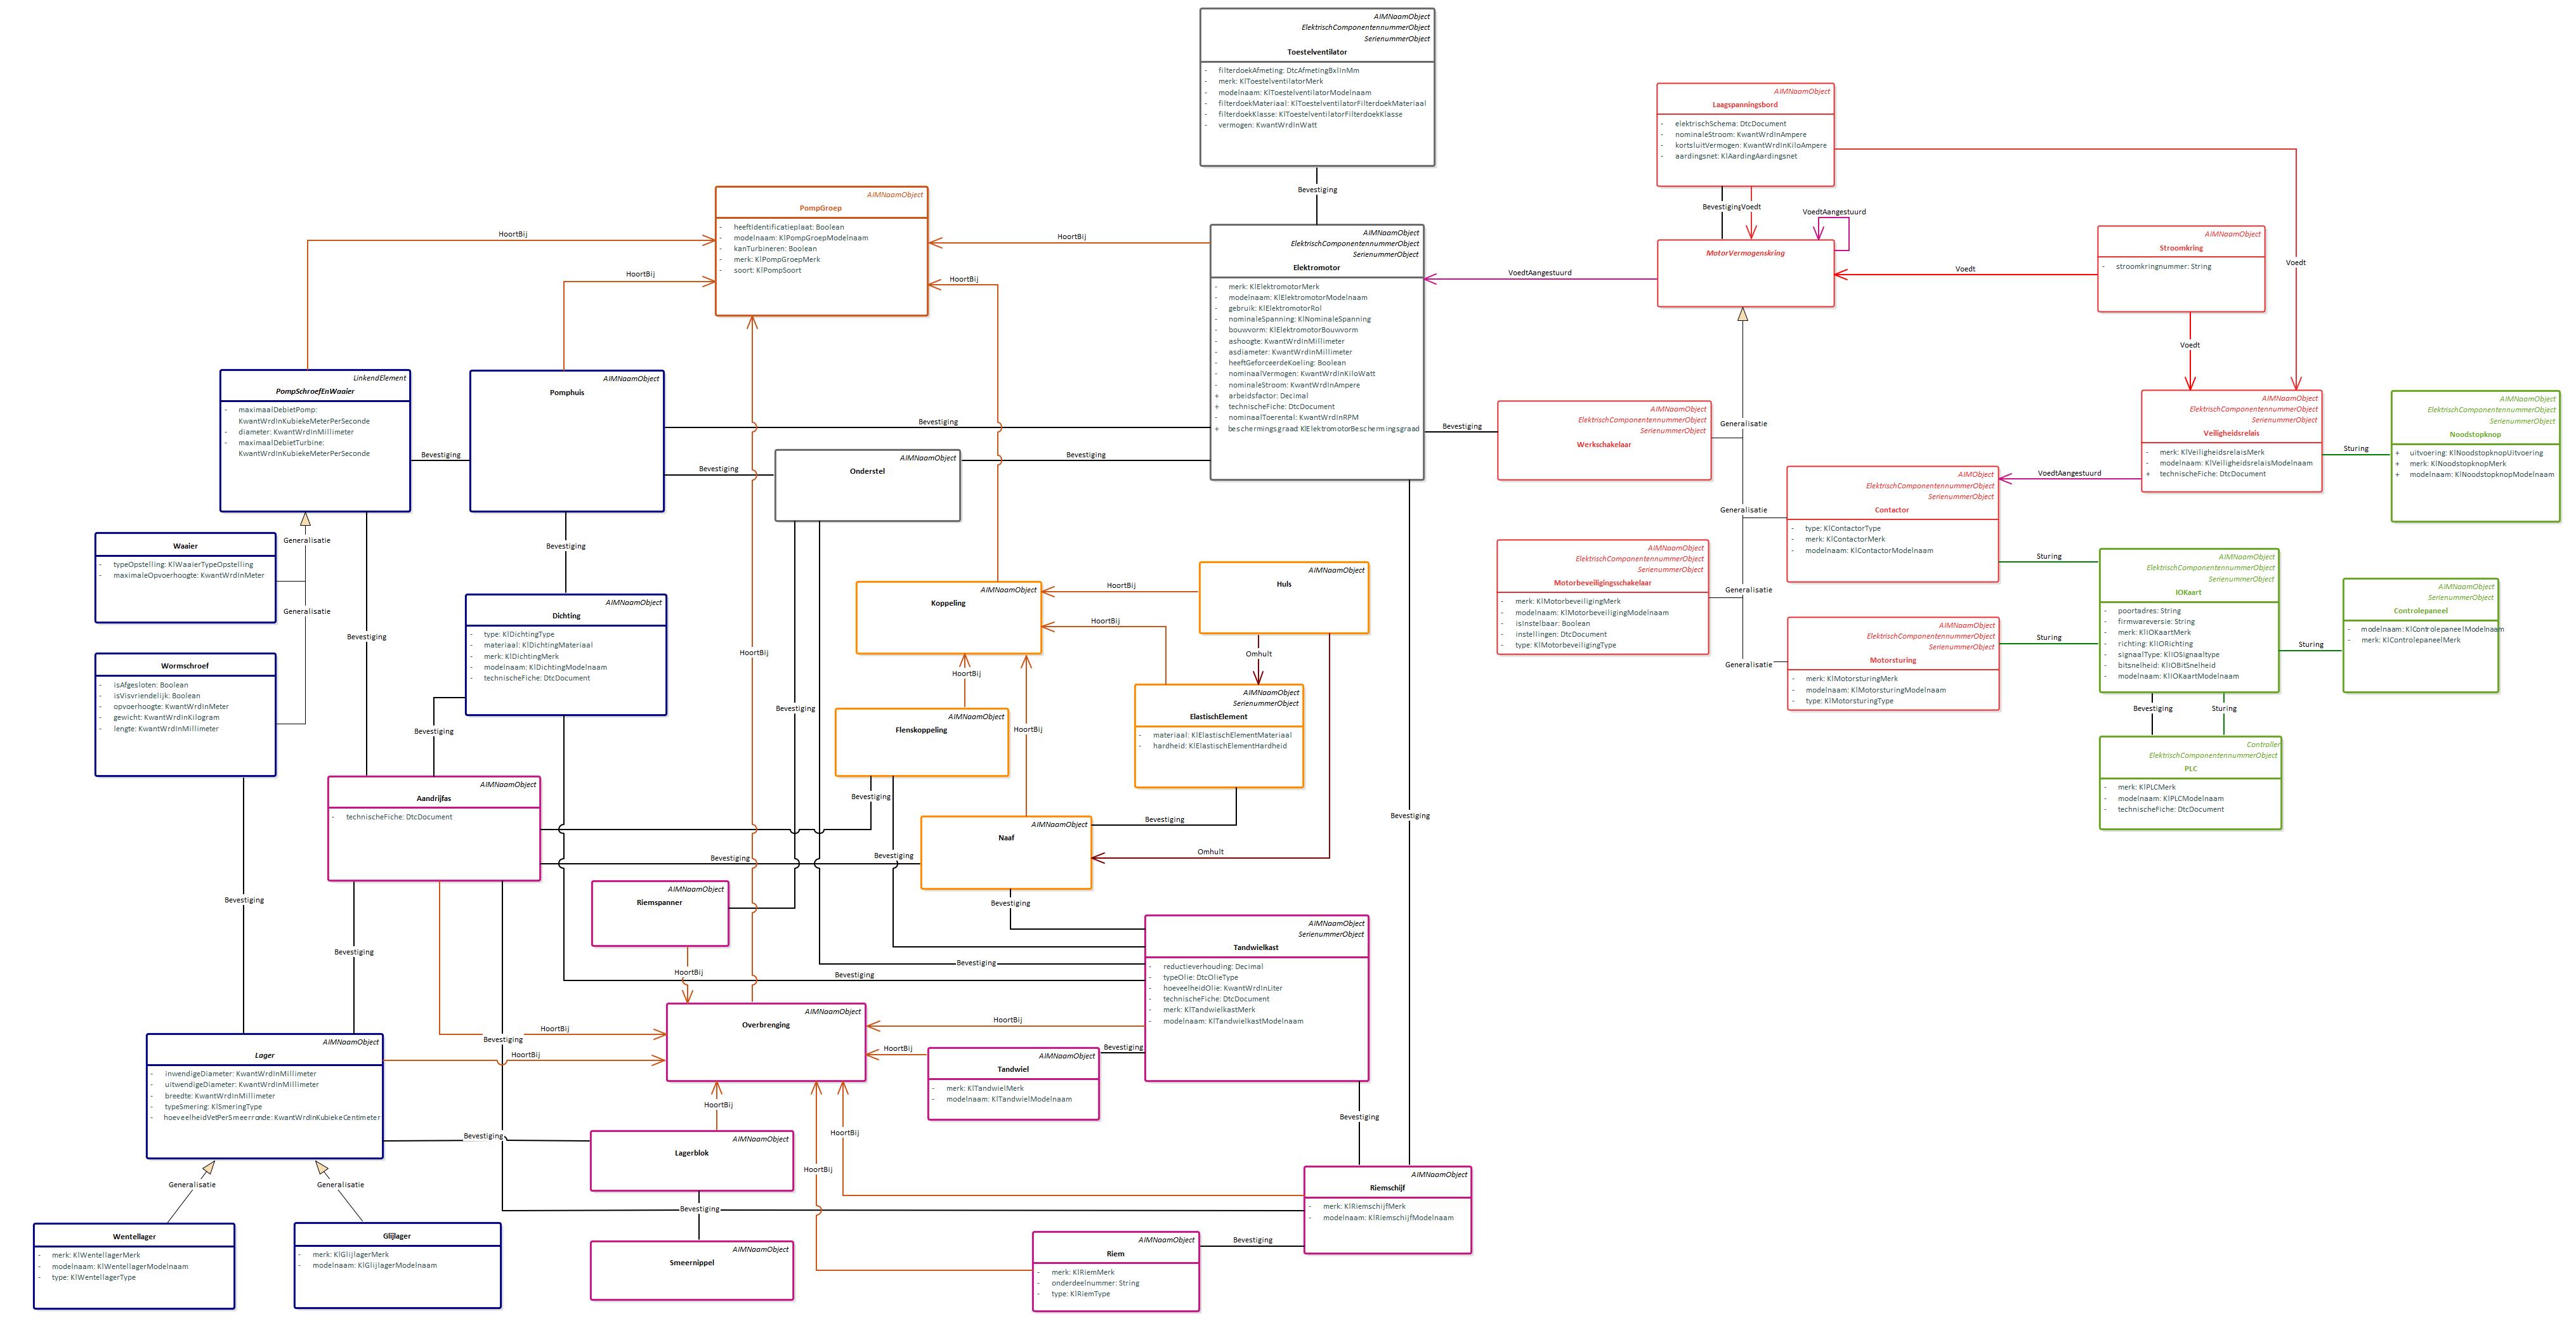 AIMNaamObject
ElektrischComponentennummerObject
SerienummerObject
Toestelventilator
- filterdoekAfmeting: DtcAfmetingBxlInMm
- merk: KlToestelventilatorMerk
- modelnaam: KlToestelventilatorModelnaam
- filterdoekMateriaal: KlToestelventilatorFilterdoekMateriaal
- filterdoekKlasse: KlToestelventilatorFilterdoekKlasse
- vermogen: KwantWrdInWatt
Bevestiging
AIMNaamObject
Laagspanningsbord
- elektrischSchema: DtcDocument
- nominaleStroom: KwantWrdInAmpere
- kortsluitVermogen: KwantWrdInKiloAmpere
- aardingsnet: KlAardingAardingsnet
Bevestiging
Voedt
VoedtAangestuurd
MotorVermogenskring
AIMNaamObject
Stroomkring
- stroomkringnummer: String
Voedt
Voedt
Voedt
VoedtAangestuurd
AIMNaamObject
PompGroep
- heeftIdentificatieplaat: Boolean
- modelnaam: KlPompGroepModelnaam
- kanTurbineren: Boolean
- merk: KlPompGroepMerk
- soort: KlPompSoort
HoortBij
HoortBij
HoortBij
HoortBij
HoortBij
AIMNaamObject
ElektrischComponentennummerObject
SerienummerObject
Elektromotor
- merk: KlElektromotorMerk
- modelnaam: KlElektromotorModelnaam
- gebruik: KlElektromotorRol
- nominaleSpanning: KlNominaleSpanning
- bouwvorm: KlElektromotorBouwvorm
- ashoogte: KwantWrdInMillimeter
- asdiameter: KwantWrdInMillimeter
- heeftGeforceerdeKoeling: Boolean
- nominaalVermogen: KwantWrdInKiloWatt
- nominaleStroom: KwantWrdInAmpere
+ arbeidsfactor: Decimal
+ technischeFiche: DtcDocument
- nominaalToerental: KwantWrdInRPM
+ beschermingsgraad: KlElektromotorBeschermingsgraad
LinkendElement
PompSchroefEnWaaier
- maximaalDebietPomp:
KwantWrdInKubiekeMeterPerSeconde
- diameter: KwantWrdInMillimeter
- maximaalDebietTurbine:
KwantWrdInKubiekeMeterPerSeconde
Bevestiging
AIMNaamObject
Pomphuis
Bevestiging
Bevestiging
Bevestiging
Bevestiging
AIMNaamObject
Onderstel
Bevestiging
AIMNaamObject
ElektrischComponentennummerObject
SerienummerObject
Werkschakelaar
Generalisatie
Generalisatie
Generalisatie
Generalisatie
AIMNaamObject
ElektrischComponentennummerObject
SerienummerObject
Veiligheidsrelais
- merk: KlVeiligheidsrelaisMerk
- modelnaam: KlVeiligheidsrelaisModelnaam
+ technischeFiche: DtcDocument
Sturing
AIMNaamObject
ElektrischComponentennummerObject
SerienummerObject
Noodstopknop
+ uitvoering: KlNoodstopknopUitvoering
+ merk: KlNoodstopknopMerk
+ modelnaam: KlNoodstopknopModelnaam
VoedtAangestuurd
AIMObject
ElektrischComponentennummerObject
SerienummerObject
Contactor
- type: KlContactorType
- merk: KlContactorMerk
- modelnaam: KlContactorModelnaam
Sturing
AIMNaamObject
ElektrischComponentennummerObject
SerienummerObject
Motorbeveiligingsschakelaar
- merk: KlMotorbeveiligingMerk
- modelnaam: KlMotorbeveiligingModelnaam
- isInstelbaar: Boolean
- instellingen: DtcDocument
- type: KlMotorbeveiligingType
AIMNaamObject
ElektrischComponentennummerObject
SerienummerObject
Motorsturing
- merk: KlMotorsturingMerk
- modelnaam: KlMotorsturingModelnaam
- type: KlMotorsturingType
Sturing
AIMNaamObject
ElektrischComponentennummerObject
SerienummerObject
IOKaart
- poortadres: String
- firmwareversie: String
- merk: KlIOKaartMerk
- richting: KlIORichting
- signaalType: KlIOSignaaltype
- bitsnelheid: KlIOBitSnelheid
- modelnaam: KlIOKaartModelnaam
Sturing
AIMNaamObject
SerienummerObject
Controlepaneel
- modelnaam: KlControlepaneelModelnaam
- merk: KlControlepaneelMerk
Bevestiging
Sturing
Controller
ElektrischComponentennummerObject
PLC
- merk: KlPLCMerk
- modelnaam: KlPLCModelnaam
- technischeFiche: DtcDocument
Generalisatie
Waaier
- typeOpstelling: KlWaaierTypeOpstelling
- maximaleOpvoerhoogte: KwantWrdInMeter
Generalisatie
Wormschroef
- isAfgesloten: Boolean
- isVisvriendelijk: Boolean
- opvoerhoogte: KwantWrdInMeter
- gewicht: KwantWrdInKilogram
- lengte: KwantWrdInMillimeter
Bevestiging
AIMNaamObject
Dichting
- type: KlDichtingType
- materiaal: KlDichtingMateriaal
- merk: KlDichtingMerk
- modelnaam: KlDichtingModelnaam
- technischeFiche: DtcDocument
Bevestiging
AIMNaamObject
Koppeling
HoortBij
HoortBij
HoortBij
HoortBij
AIMNaamObject
Huls
Omhult
AIMNaamObject
SerienummerObject
ElastischElement
- materiaal: KlElastischElementMateriaal
- hardheid: KlElastischElementHardheid
Bevestiging
AIMNaamObject
Flenskoppeling
Bevestiging
Bevestiging
Bevestiging
Bevestiging
AIMNaamObject
Aandrijfas
- technischeFiche: DtcDocument
Bevestiging
AIMNaamObject
Naaf
Omhult
Bevestiging
AIMNaamObject
Riemspanner
HoortBij
Bevestiging
Bevestiging
Bevestiging
Bevestiging
AIMNaamObject
SerienummerObject
Tandwielkast
- reductieverhouding: Decimal
- typeOlie: DtcOlieType
- hoeveelheidOlie: KwantWrdInLiter
- technischeFiche: DtcDocument
- merk: KlTandwielkastMerk
- modelnaam: KlTandwielkastModelnaam
AIMNaamObject
Overbrenging
HoortBij
HoortBij
HoortBij
Bevestiging
HoortBij
Bevestiging
AIMNaamObject
Tandwiel
- merk: KlTandwielMerk
- modelnaam: KlTandwielModelnaam
AIMNaamObject
Lager
- inwendigeDiameter: KwantWrdInMillimeter
- uitwendigeDiameter: KwantWrdInMillimeter
- breedte: KwantWrdInMillimeter
- typeSmering: KlSmeringType
- hoeveelheidVetPerSmeerronde: KwantWrdInKubiekeCentimeter
Bevestiging
HoortBij
HoortBij
HoortBij
Bevestiging
AIMNaamObject
Lagerblok
Bevestiging
AIMNaamObject
Smeernippel
Generalisatie
Generalisatie
Wentellager
- merk: KlWentellagerMerk
- modelnaam: KlWentellagerModelnaam
- type: KlWentellagerType
Glijlager
- merk: KlGlijlagerMerk
- modelnaam: KlGlijlagerModelnaam
AIMNaamObject
Riemschijf
- merk: KlRiemschijfMerk
- modelnaam: KlRiemschijfModelnaam
Bevestiging
AIMNaamObject
Riem
- merk: KlRiemMerk
- onderdeelnummer: String
- type: KlRiemType